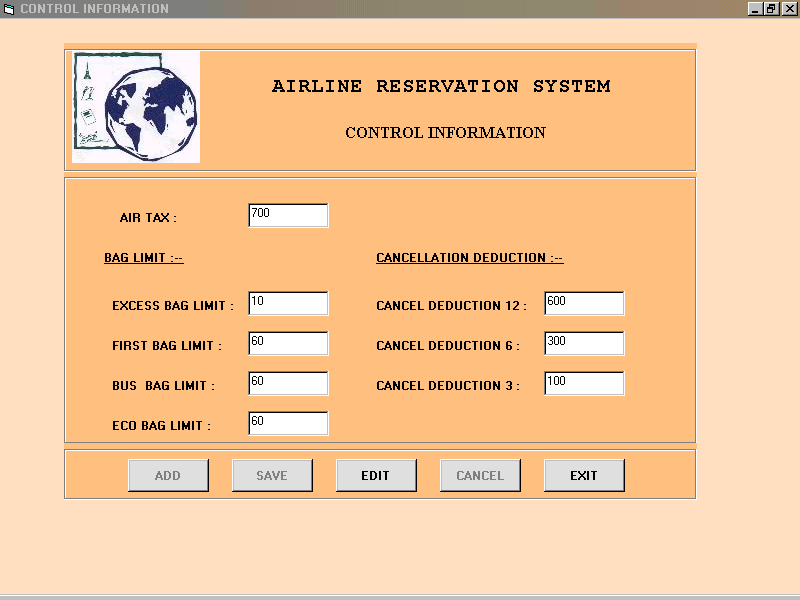 CONTROL INFORMATION
AIRLINE RESERVATION SYSTEM
CONTROL INFORMATION
AIR TAX : 700
BAG LIMIT :-- CANCELLATION DEDUCTION :--
EXCESS BAG LIMIT : 10 CANCEL DEDUCTION 12 : 600
FIRST BAG LIMIT : 60 CANCEL DEDUCTION 6 : 300
BUS  BAG LIMIT : 60 CANCEL DEDUCTION 3 : 100
ECO BAG LIMIT : 60
ADD SAVE EDIT CANCEL EXIT